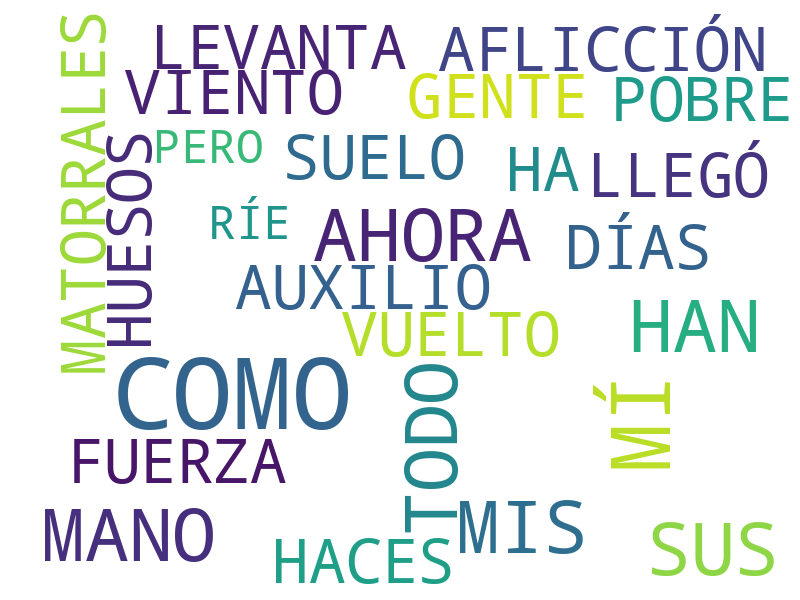 LEVANTA
AFLICCIÓN
VIENTO
GENTE
POBRE
MATORRALES
HUESOS
PERO
SUELO
HA
LLEGÓ
RÍE
AHORA
DÍAS
AUXILIO
VUELTO
HAN
COMO
TODO
MÍ
FUERZA
MANO
MIS
HACES
SUS